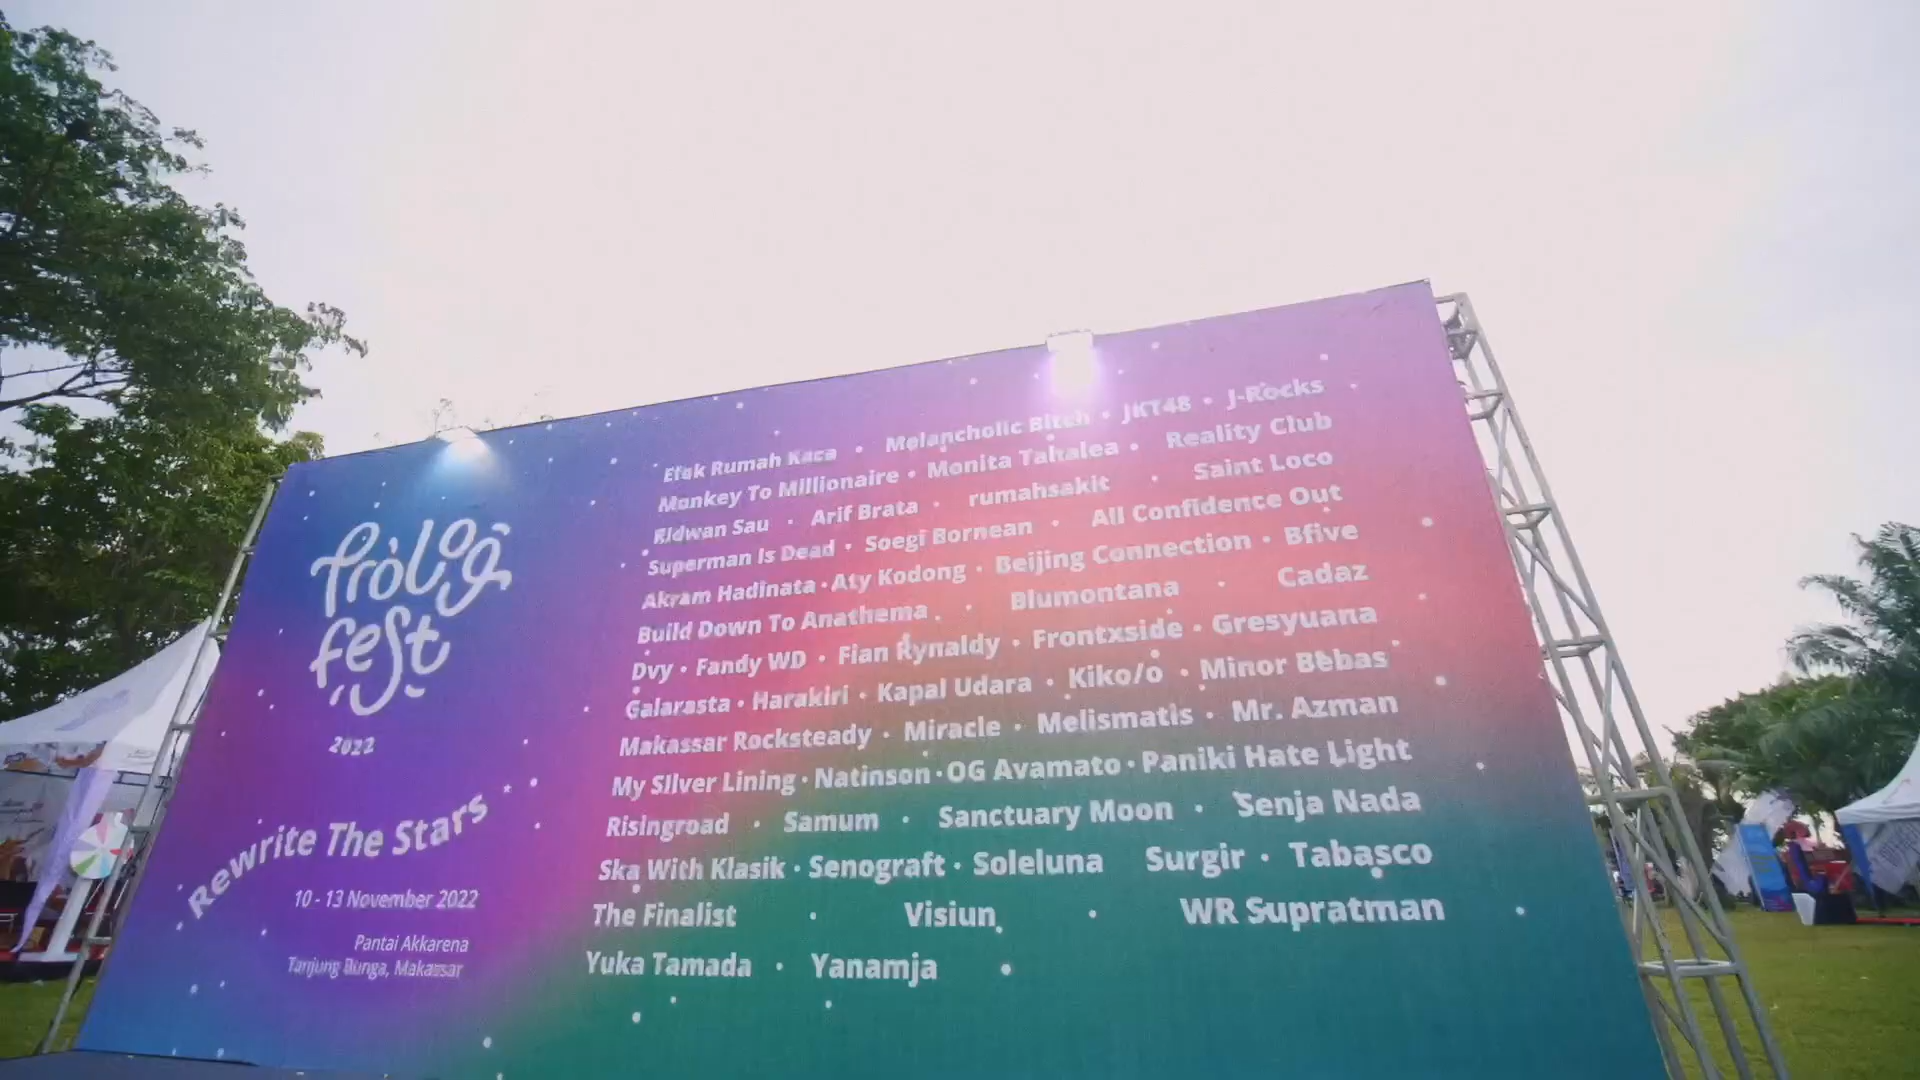 Prolog
fest
2022
Rewrite The Stars
10 - 13 November 2022
Pantai Akkarena
Tanjung Bunga, Makassar
Efek Rumah Kaca • Melancholic Bitch • JKT48 • J-Rocks
Monkey To Millionaire • Monita Tahalea • Reality Club
Ridwan Sau • Arif Brata • rumahsakit • Saint Loco
Superman Is Dead • Soegi Bornean • All Confidence Out
Akram Hadinata • Aty Kodong • Beijing Connection • Bfive
Build Down To Anathema • Blumontana • Cadaz
Dvy • Fandy WD • Fian Rynaldy • Frontxside • Gresyuana
Galarasta • Harakiri • Kapal Udara • Kiko/o • Minor Bebas
Makassar Rocksteady • Miracle • Melismatis • Mr. Azman
My Silver Lining • Natinson • OG Avamato • Paniki Hate Light
Risingroad • Samum • Sanctuary Moon • Senja Nada
Ska With Klasik • Senograft • Soleluna Surgir • Tabasco
The Finalist • Visiun • WR Supratman
Yuka Tamada • Yanamja